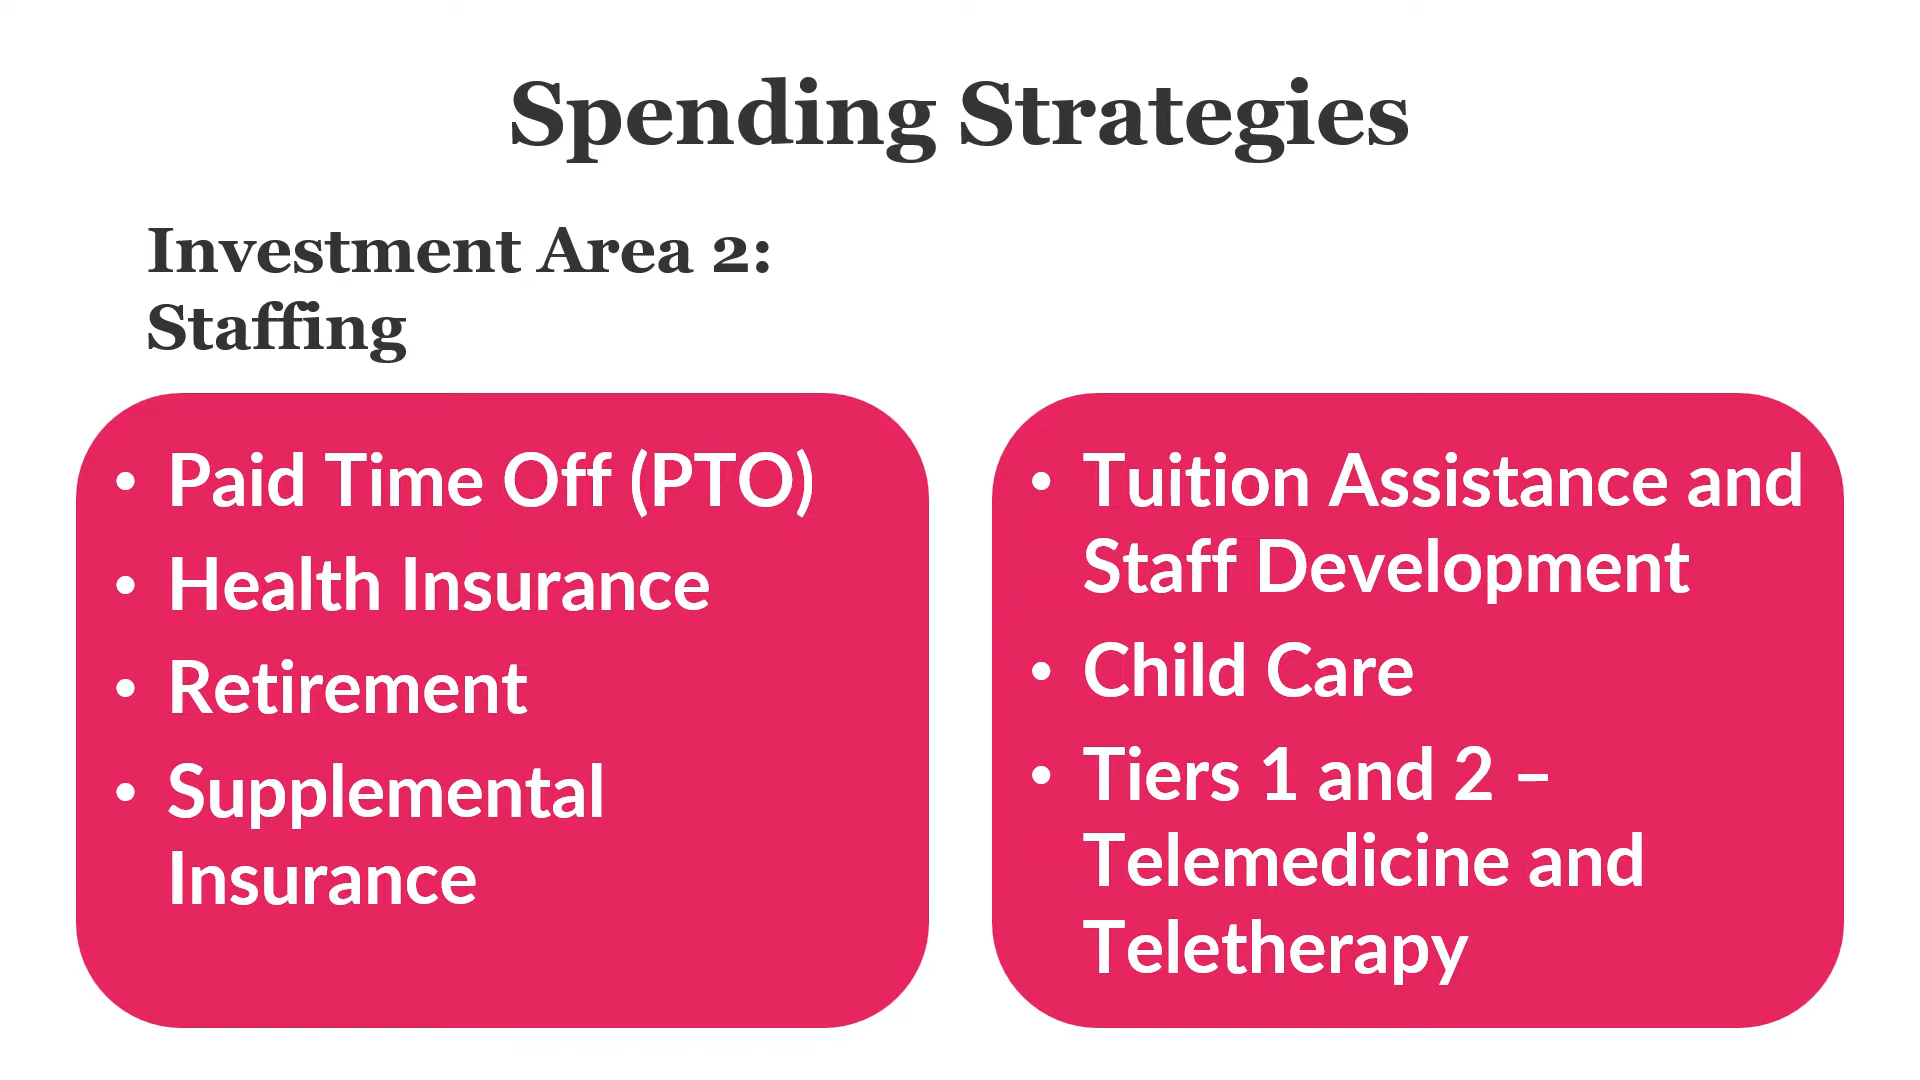 Spending Strategies
Investment Area 2:
Staffing
• Paid Time Off (PTO)
• Health Insurance
• Retirement
• Supplemental
Insurance
• Tuition Assistance and
Staff Development
• Child Care
• Tiers 1 and 2 –
Telemedicine and
Teletherapy